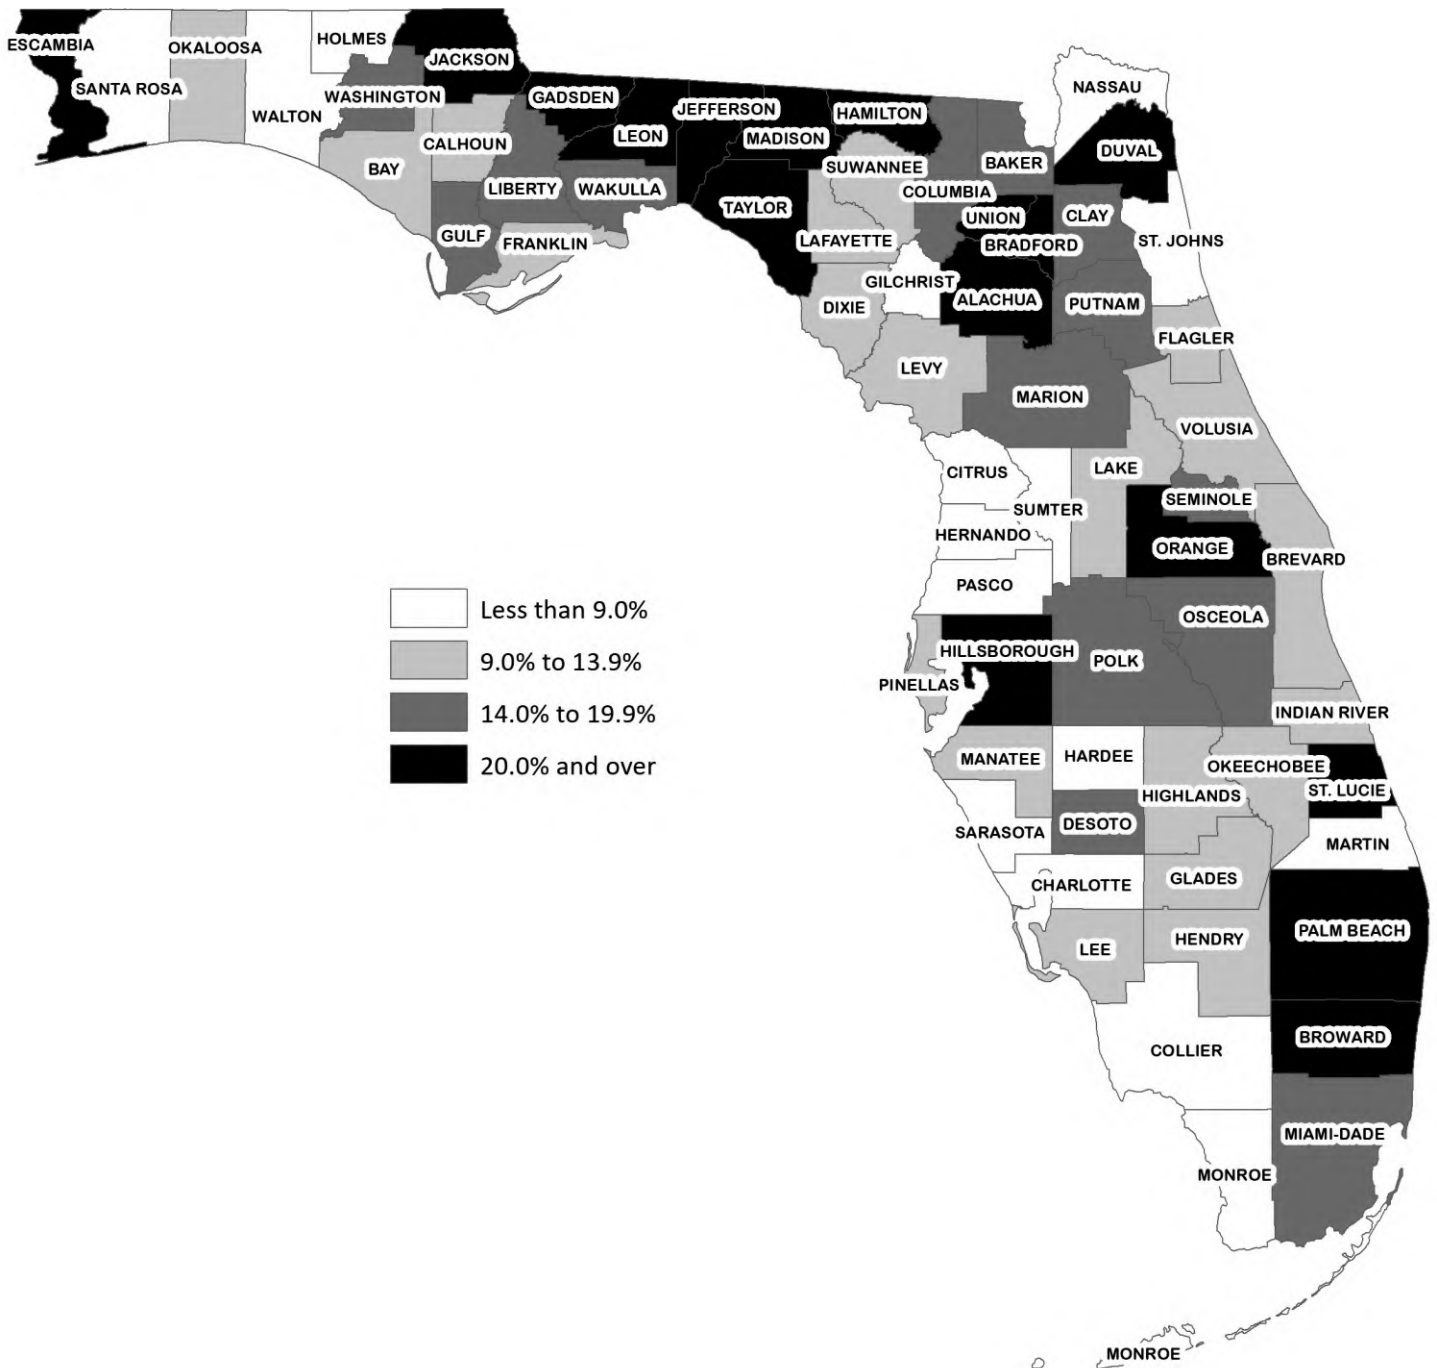 ESCAMBIA
SANTA ROSA
OKALOOSA
WALTON
HOLMES
WASHINGTON
JACKSON
BAY
CALHOUN
GULF
LIBERTY
FRANKLIN
GADSDEN
LEON
WAKULLA
JEFFERSON
MADISON
TAYLOR
HAMILTON
SUWANNEE
LAFAYETTE
DIXIE
COLUMBIA
BAKER
NASSAU
DUVAL
UNION
BRADFORD
CLAY
ST. JOHNS
GILCHRIST
ALACHUA
PUTNAM
FLAGLER
LEVY
MARION
VOLUSIA
CITRUS
SUMTER
LAKE
SEMINOLE
HERNANDO
ORANGE
BREVARD
PASCO
OSCEOLA
HILLSBOROUGH
POLK
PINELLAS
INDIAN RIVER
MANATEE
HARDEE
HIGHLANDS
OKEECHOBEE
ST. LUCIE
SARASOTA
DESOTO
MARTIN
CHARLOTTE
GLADES
LEE
HENDRY
PALM BEACH
COLLIER
BROWARD
MIAMI-DADE
MONROE
MONROE
Less than 9.0%
9.0% to 13.9%
14.0% to 19.9%
20.0% and over